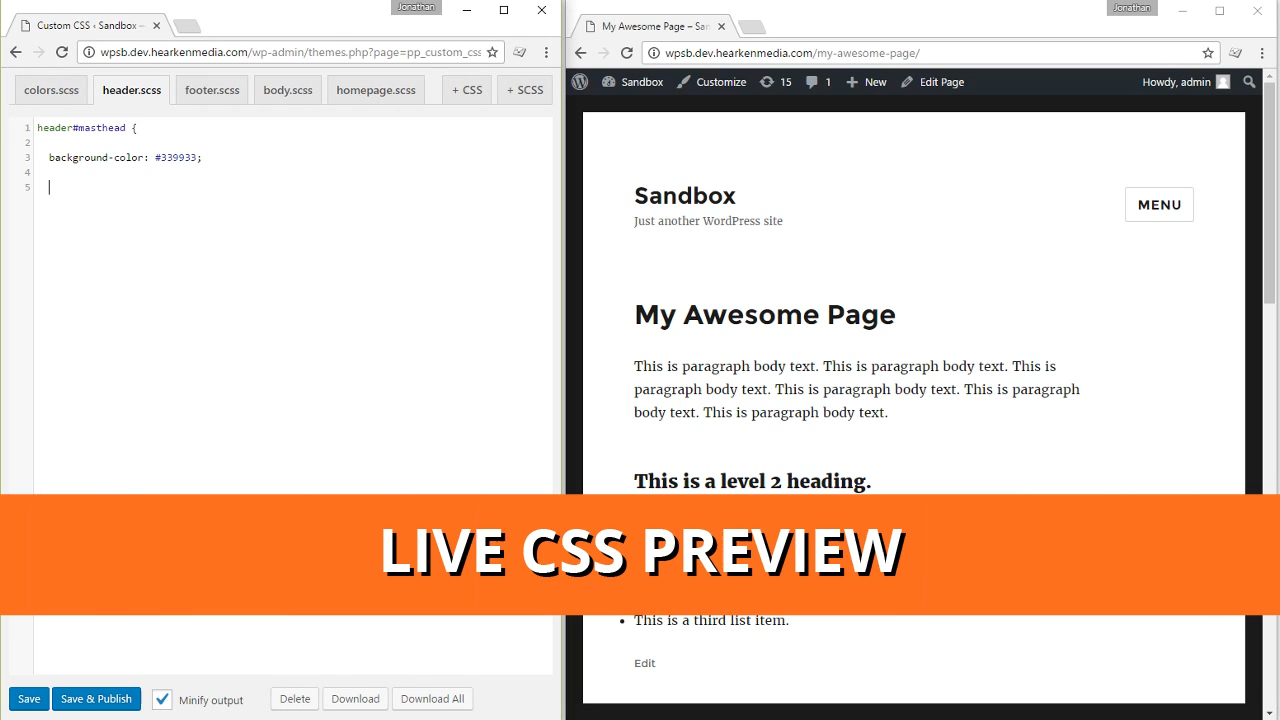 Jonathan
Custom CSS ‹ Sandbox –
wpsb.dev.hearkenmedia.com/wp-admin/themes.php?page=pp_custom_css
colors.scss header.scss footer.scss body.scss homepage.scss + CSS + SCSS
1 header#masthead {
2
3 background-color: #339933;
4
5
Save Save & Publish Minify output Delete Download Download All
Jonathan
My Awesome Page – San
wpsb.dev.hearkenmedia.com/my-awesome-page/
Sandbox Customize 15 1 New Edit Page Howdy, admin
Sandbox
Just another WordPress site
MENU
My Awesome Page
This is paragraph body text. This is paragraph body text. This is
paragraph body text. This is paragraph body text. This is paragraph
body text. This is paragraph body text.
This is a level 2 heading.
LIVE CSS PREVIEW
• This is a third list item.
Edit